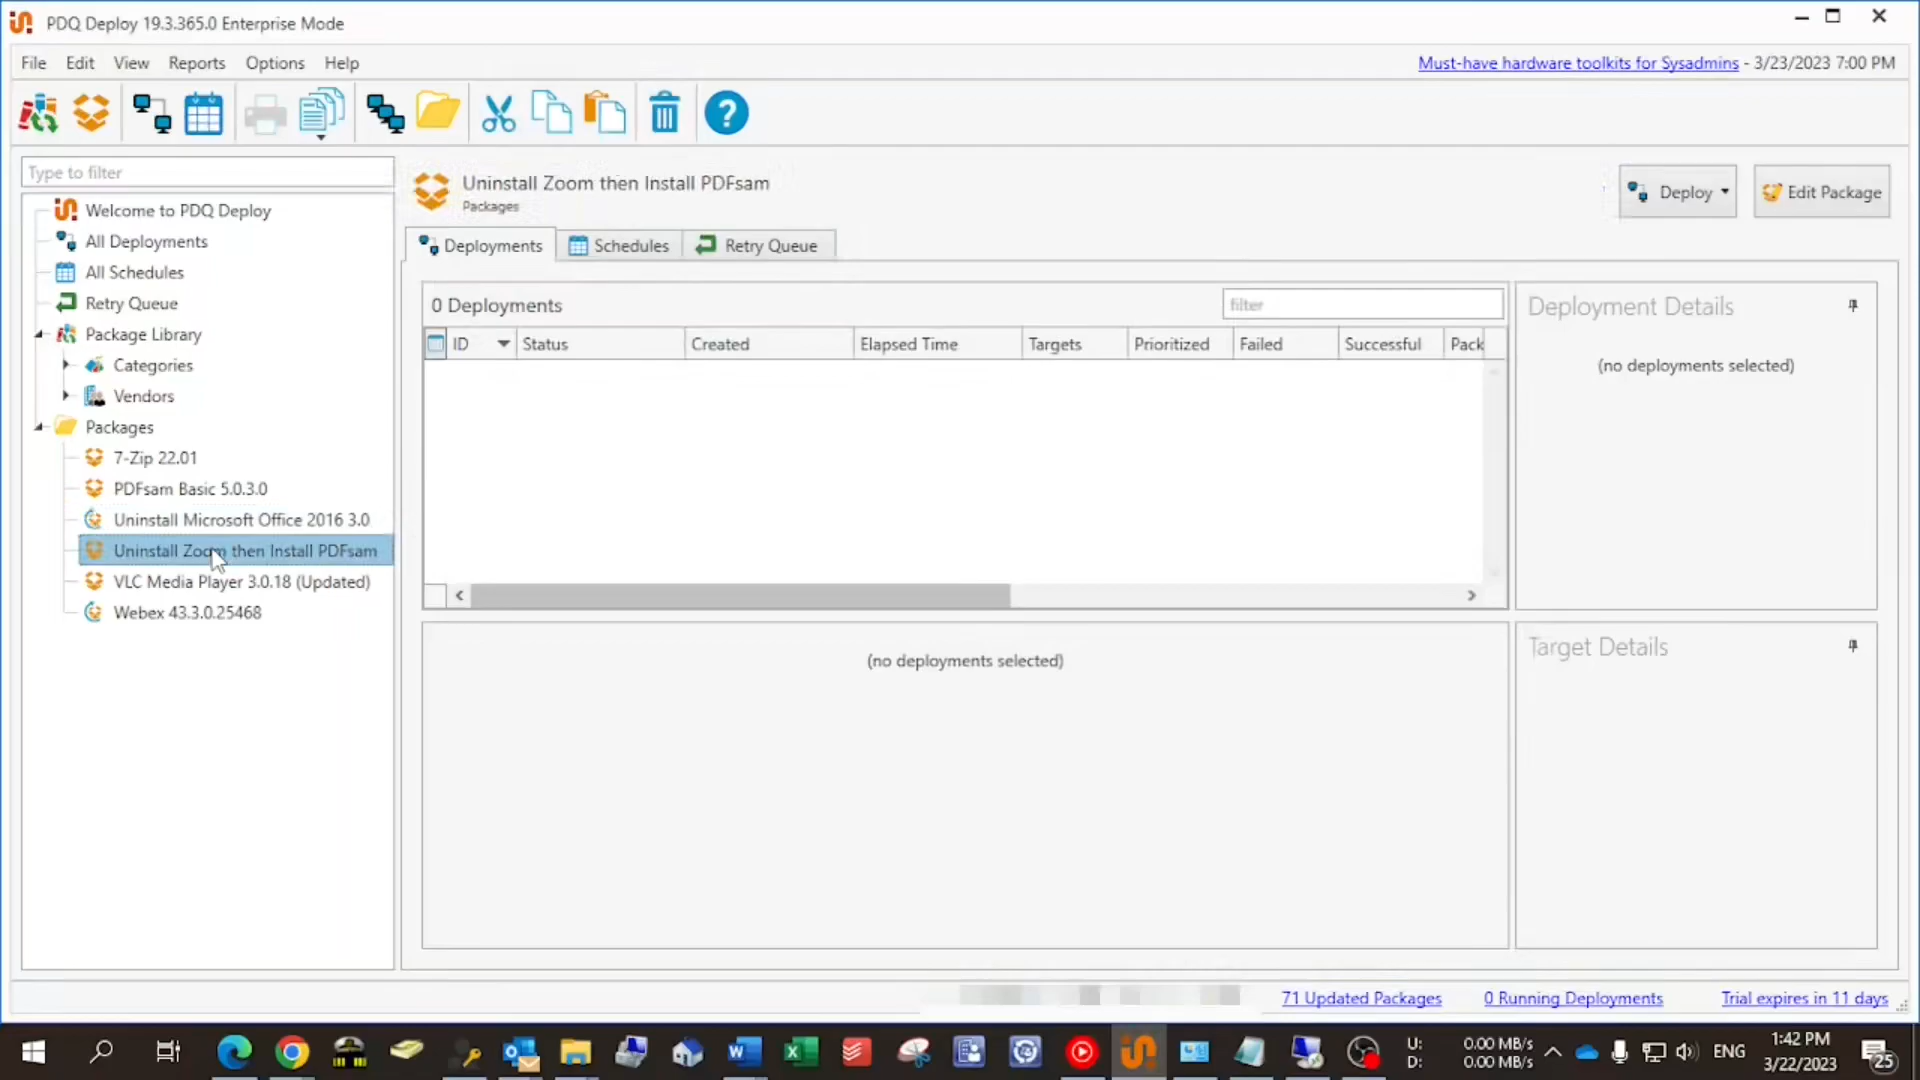 PDQ Deploy 19.3.365.0 Enterprise Mode
File Edit View Reports Options Help
Must-have hardware toolkits for Sysadmins - 3/23/2023 7:00 PM
Type to filter
Welcome to PDQ Deploy
All Deployments
All Schedules
Retry Queue
Package Library
Categories
Vendors
Packages
7-Zip 22.01
PDFsam Basic 5.0.3.0
Uninstall Microsoft Office 2016 3.0
Uninstall Zoom then Install PDFsam
VLC Media Player 3.0.18 (Updated)
Webex 43.3.0.25468
Uninstall Zoom then Install PDFsam
Packages
Deploy
Edit Package
Deployments Schedules Retry Queue
0 Deployments
filter
ID Status Created Elapsed Time Targets Prioritized Failed Successful Pack
Deployment Details
(no deployments selected)
(no deployments selected)
Target Details
71 Updated Packages 0 Running Deployments Trial expires in 11 days
U: 0.00 MB/s
D: 0.00 MB/s
ENG
1:42 PM
3/22/2023
25